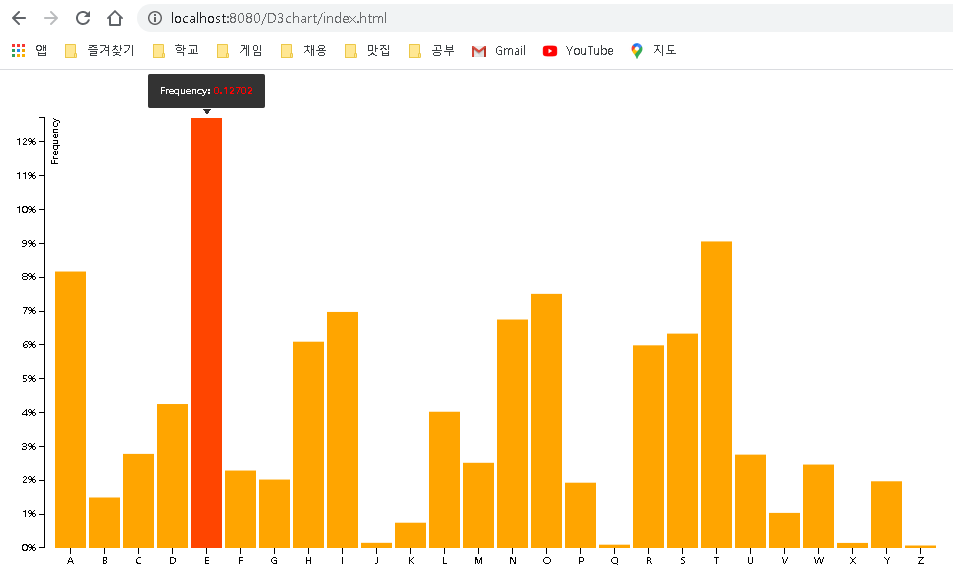 localhost:8080/D3chart/index.html
앱 즐겨찾기 학교 게임 채용 맛집 공부 Gmail YouTube 지도
Frequency: 0.12702
Frequency
12%
11%
10%
9%
8%
7%
6%
5%
4%
3%
2%
1%
0%
A B C D E F G H I J K L M N O P Q R S T U V W X Y Z